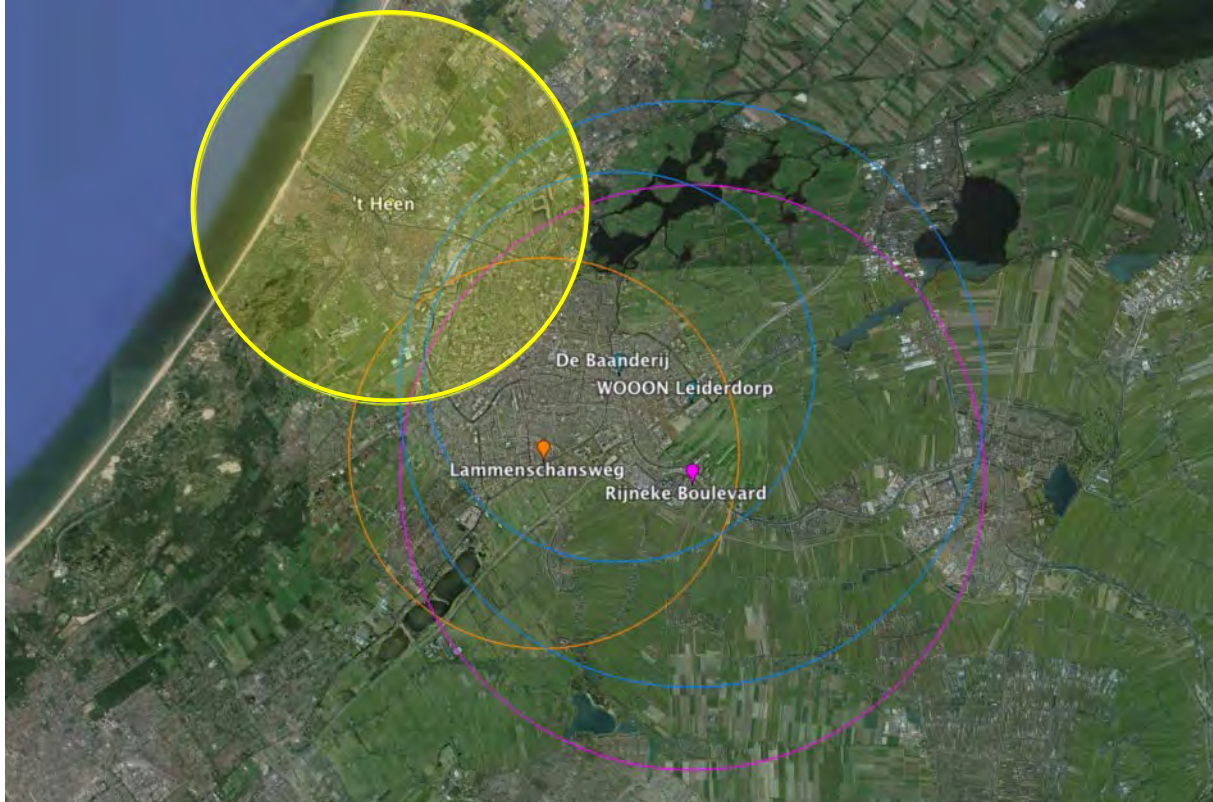 't Heen
De Baanderij
WOOON Leiderdorp
Lammenschansweg
Rijneke Boulevard